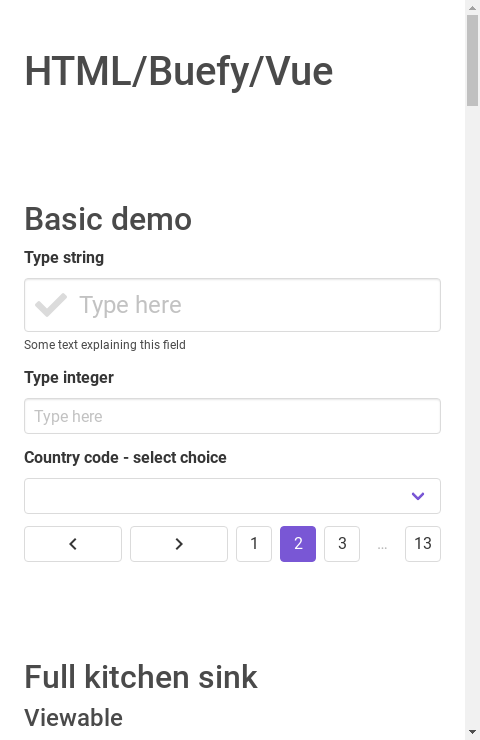 HTML/Buefy/Vue
Basic demo
Type string
Type here
Some text explaining this field
Type integer
Type here
Country code - select choice
1 2 3 … 13
Full kitchen sink
Viewable